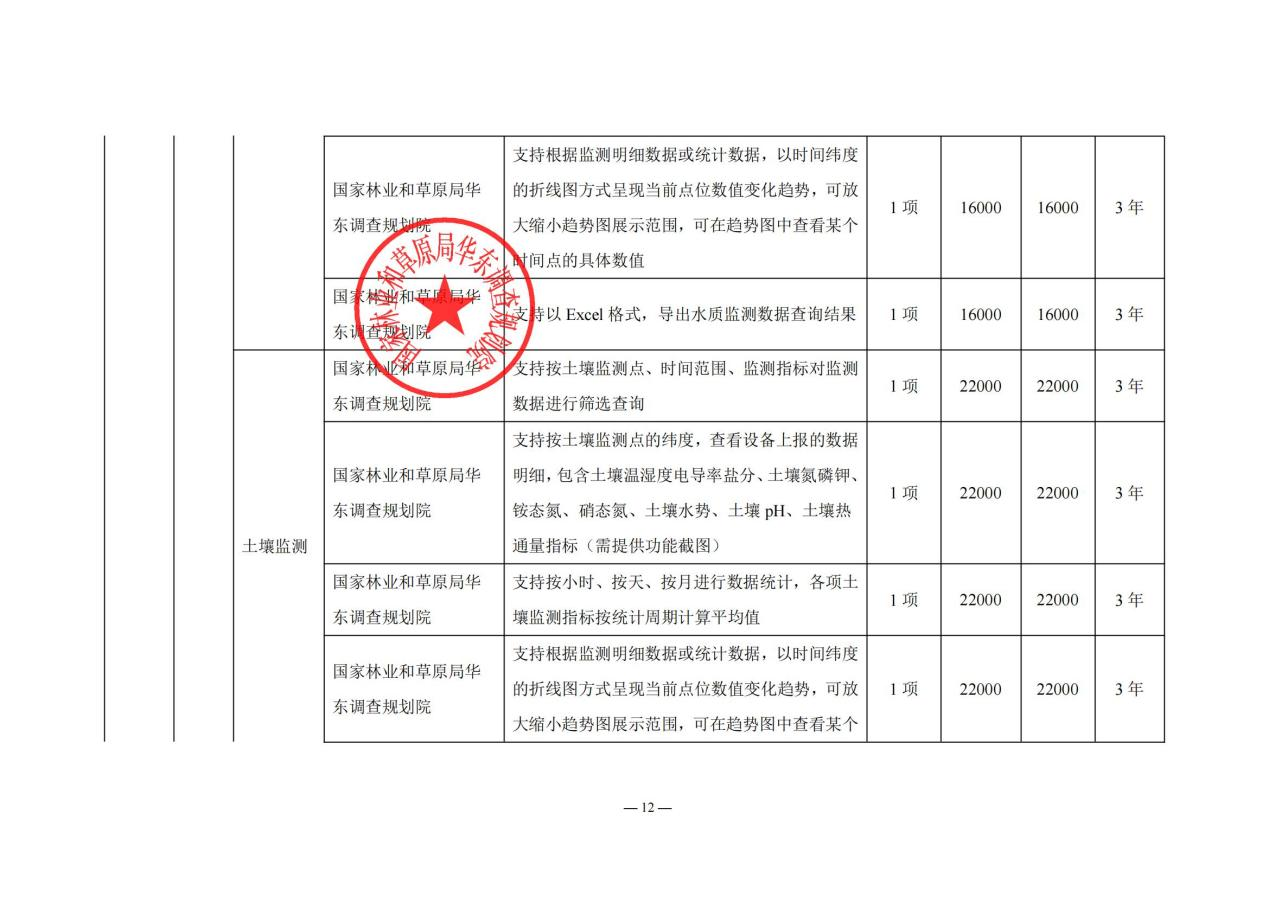 国家林业和草原局华
东调查规划院
支持根据监测明细数据或统计数据，以时间纬度
的折线图方式呈现当前点位数值变化趋势，可放
大缩小趋势图展示范围，可在趋势图中查看某个
时间点的具体数值
1 项
16000
16000
3 年
国家林业和草原局华
东调查规划院
支持以 Excel 格式，导出水质监测数据查询结果
1 项
16000
16000
3 年
国家林业和草原局华东调查规划院
土壤监测
国家林业和草原局华
东调查规划院
支持按土壤监测点、时间范围、监测指标对监测
数据进行筛选查询
1 项
22000
22000
3 年
国家林业和草原局华
东调查规划院
支持按土壤监测点的纬度，查看设备上报的数据
明细，包含土壤温湿度电导率盐分、土壤氮磷钾、
铵态氮、硝态氮、土壤水势、土壤 pH、土壤热
通量指标（需提供功能截图）
1 项
22000
22000
3 年
国家林业和草原局华
东调查规划院
支持按小时、按天、按月进行数据统计，各项土
壤监测指标按统计周期计算平均值
1 项
22000
22000
3 年
国家林业和草原局华
东调查规划院
支持根据监测明细数据或统计数据，以时间纬度
的折线图方式呈现当前点位数值变化趋势，可放
大缩小趋势图展示范围，可在趋势图中查看某个
1 项
22000
22000
3 年
— 12 —